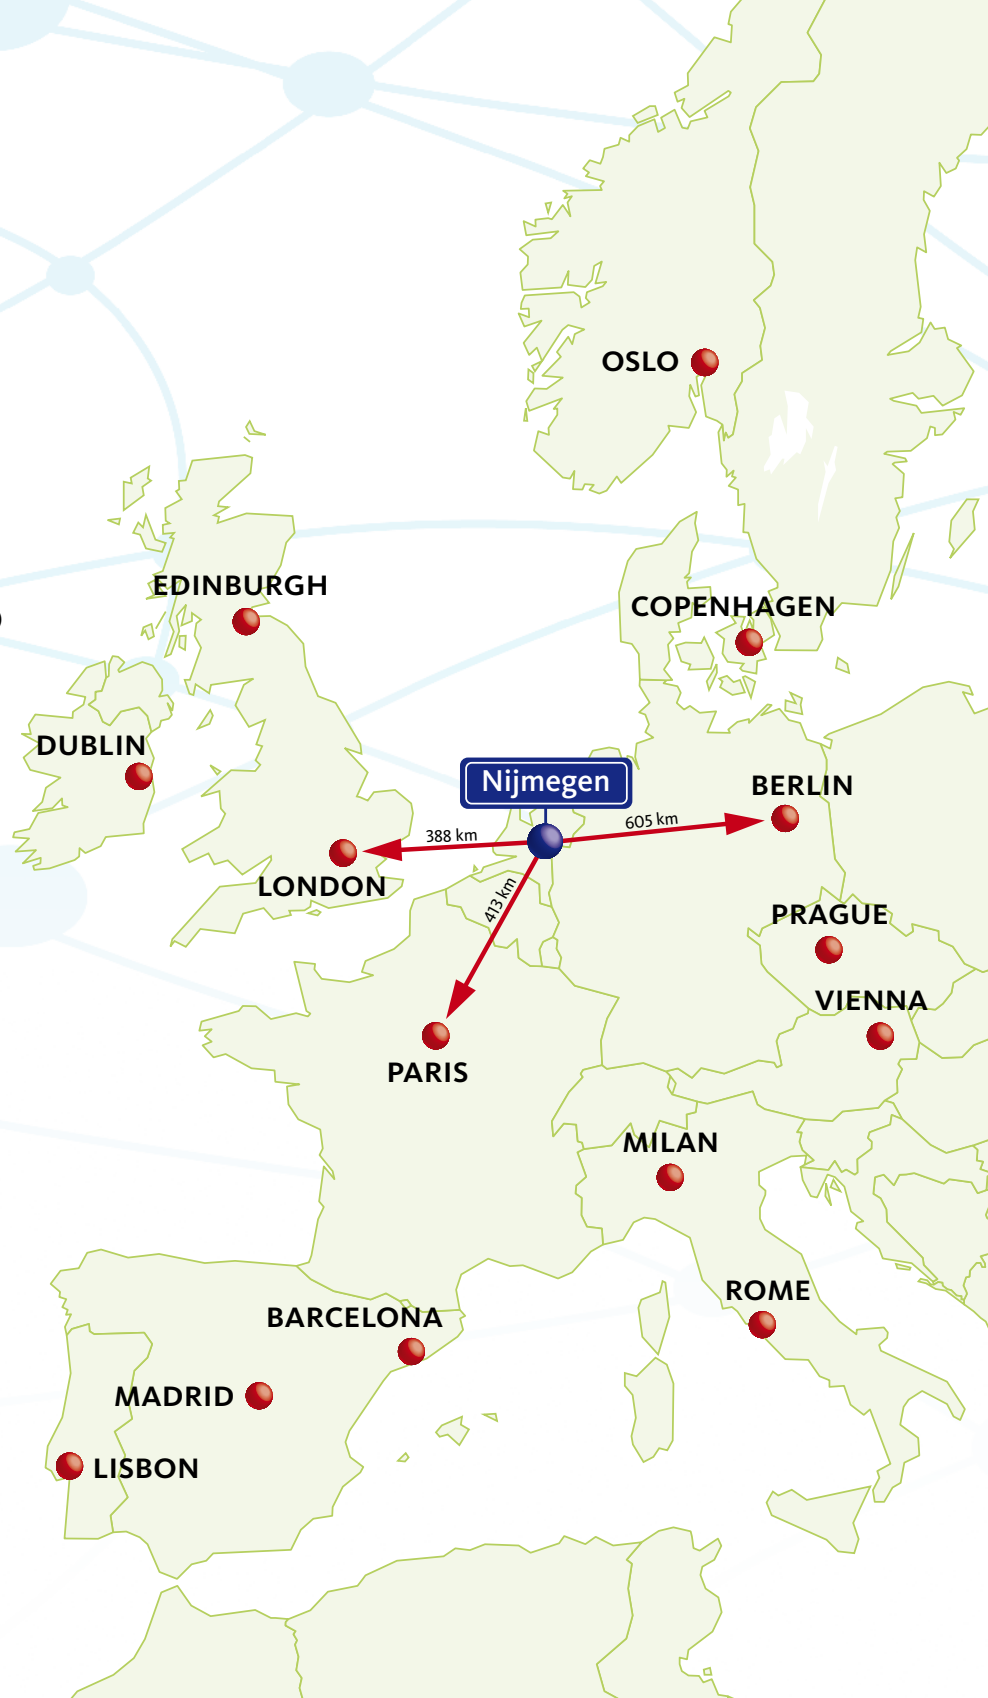 OSLO
EDINBURGH
COPENHAGEN
DUBLIN
Nijmegen
BERLIN
388 km
605 km
LONDON
413 km
PRAGUE
VIENNA
PARIS
MILAN
ROME
BARCELONA
MADRID
LISBON